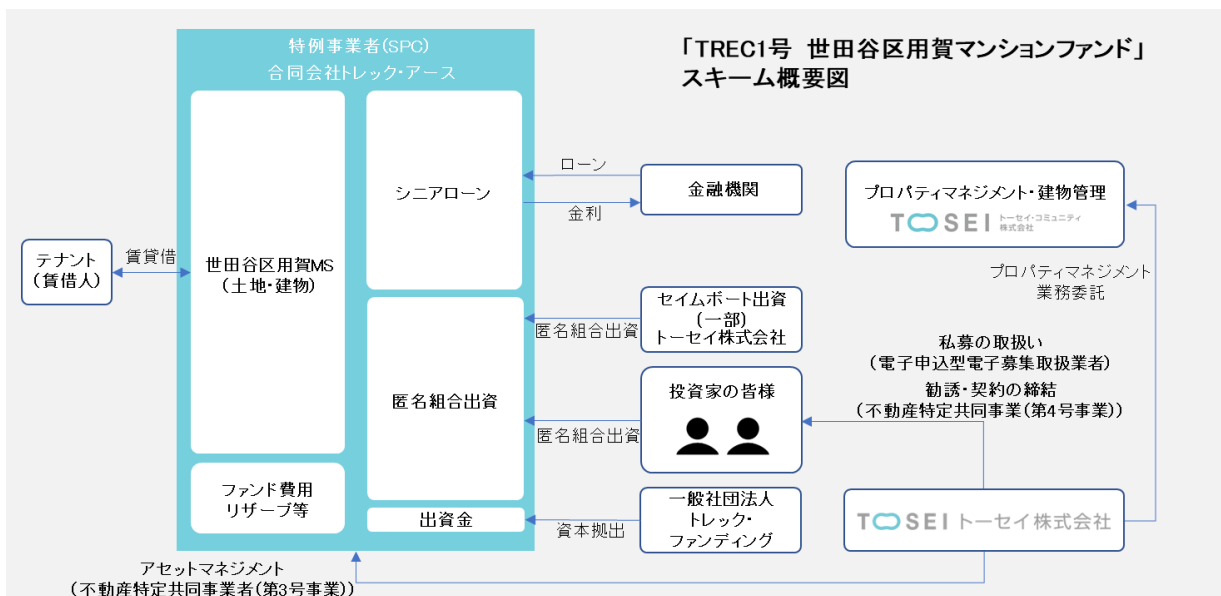 「TREC1号 世田谷区用賀マンションファンド」
スキーム概要図
特例事業者(SPC)
合同会社トレック・アース
テナント
(賃借人)
賃貸借
世田谷区用賀MS
(土地・建物)
ファンド費用
リザーブ等
シニアローン
匿名組合出資
出資金
ローン
金利
金融機関
匿名組合出資
セイムボート出資
(一部)
トーセイ株式会社
匿名組合出資
投資家の皆様
資本拠出
一般社団法人
トレック・
ファンディング
プロパティマネジメント・建物管理
TOSEI トーセイ・コミュニティ
株式会社
プロパティマネジメント
業務委託
私募の取扱い
(電子申込型電子募集取扱業者)
勧誘・契約の締結
(不動産特定共同事業(第4号事業))
TOSEI トーセイ株式会社
アセットマネジメント
(不動産特定共同事業者(第3号事業))